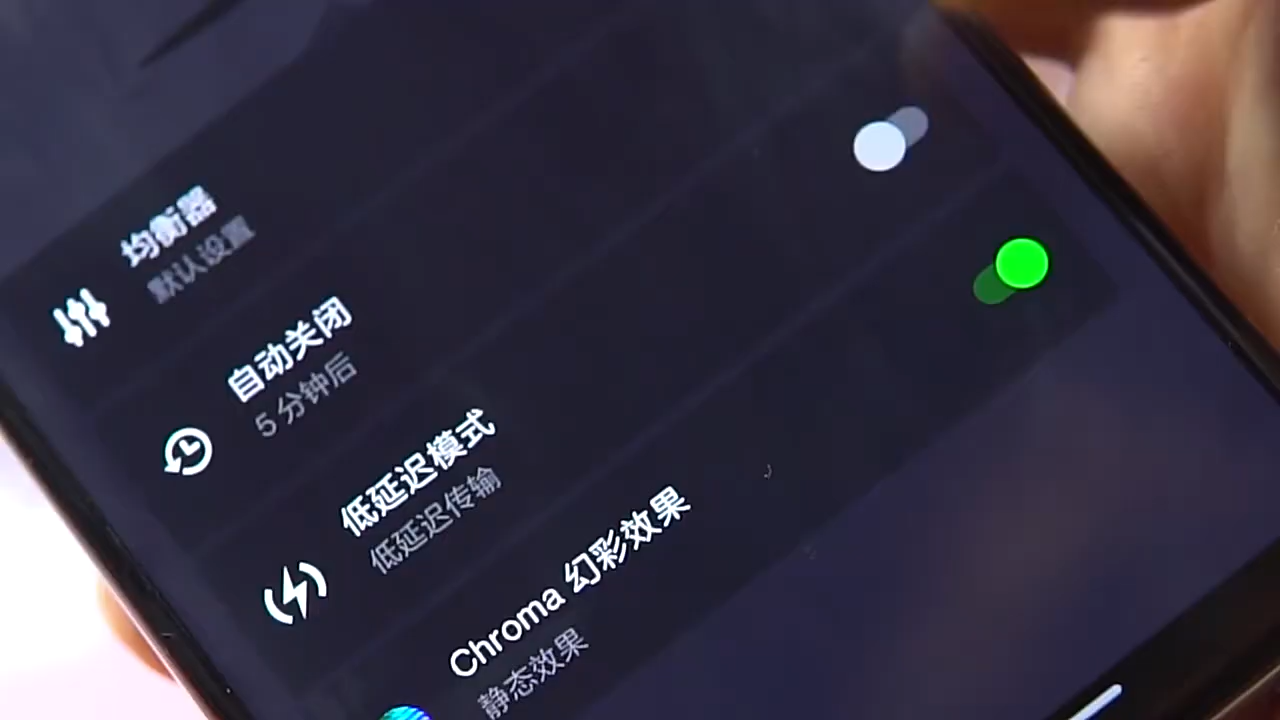 均衡器
默认设置
自动关闭
5 分钟后
低延迟模式
低延迟传输
Chroma 幻彩效果
静态效果